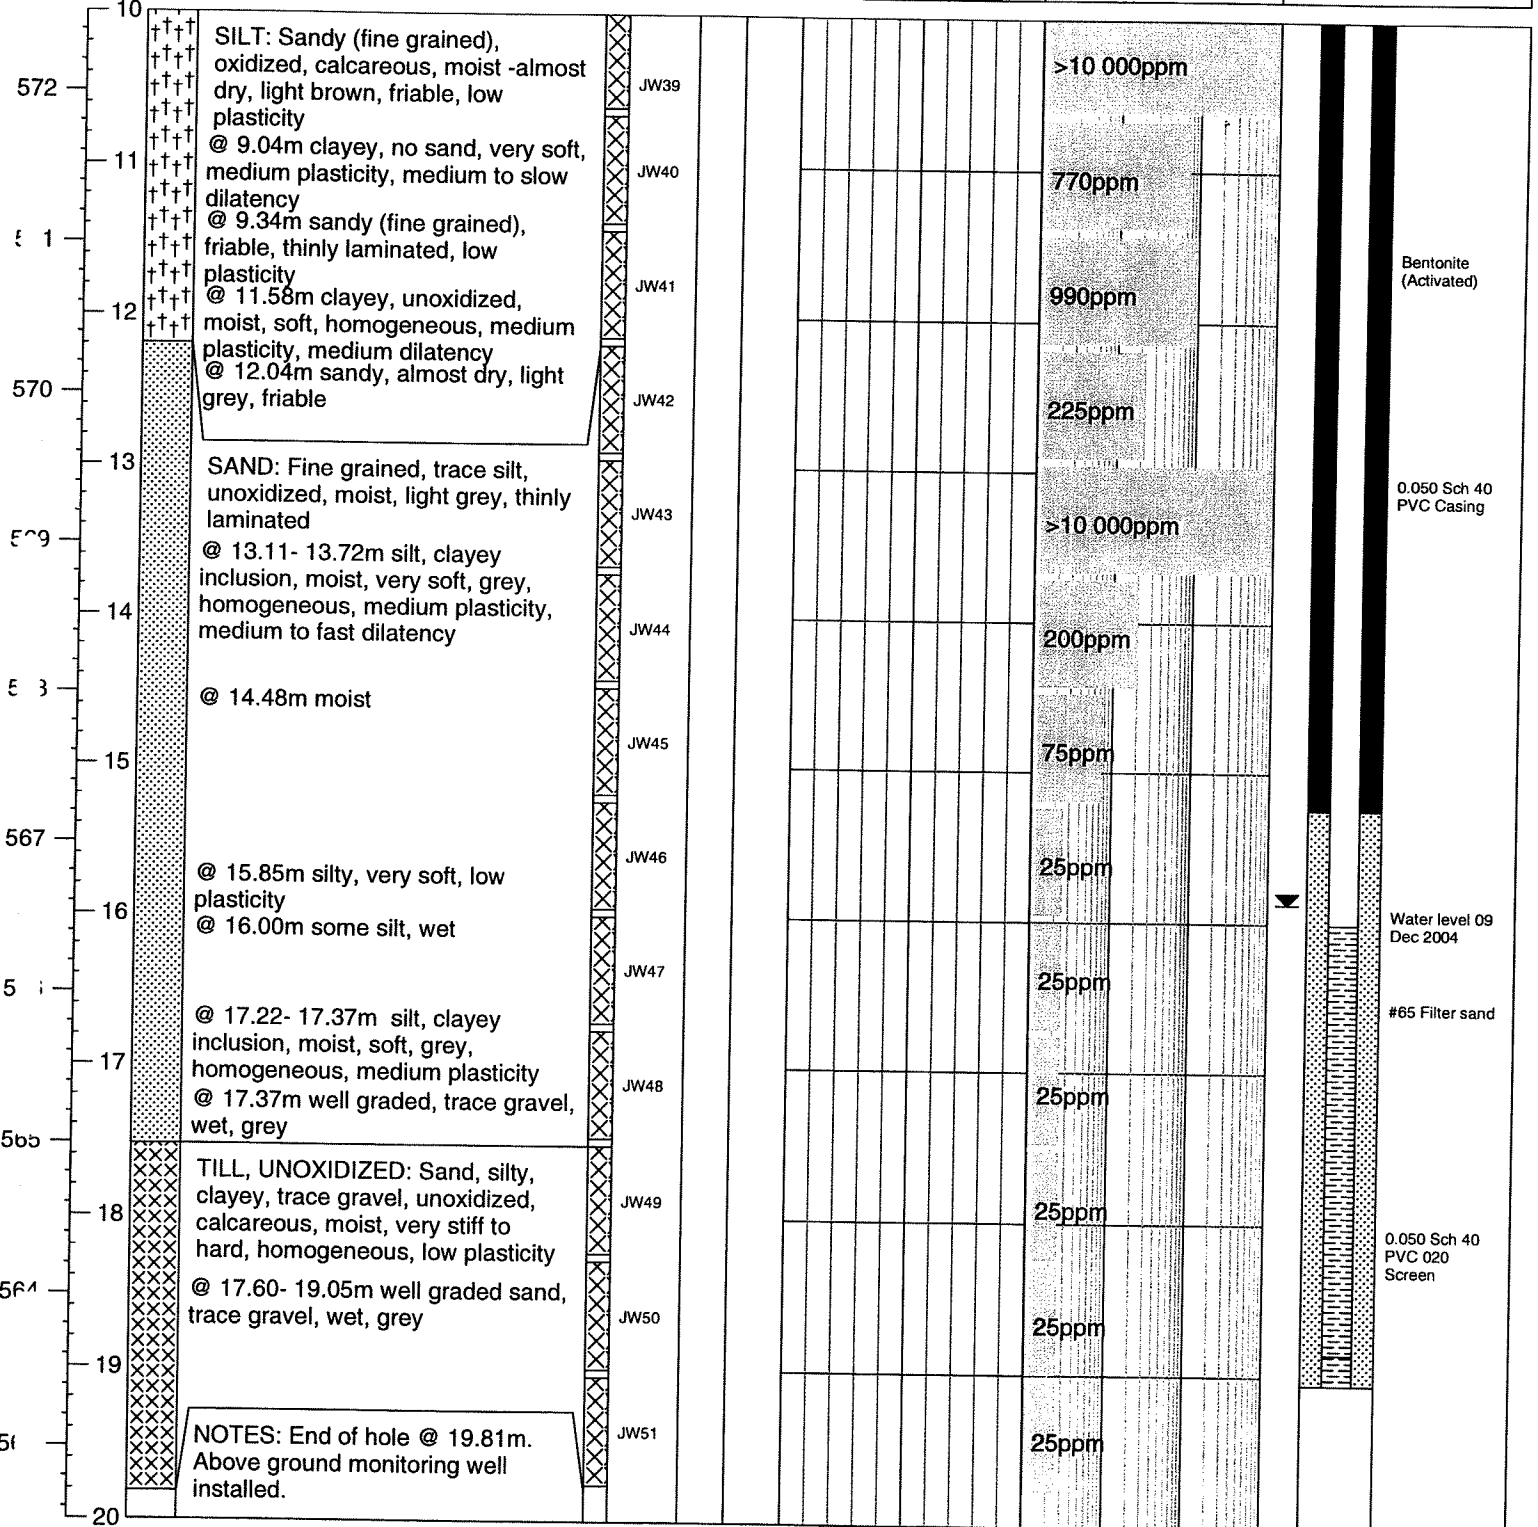 10
572
11
12
570
13
14
15
567
16
17
18
19
20
SILT: Sandy (fine grained),
oxidized, calcareous, moist -almost
dry, light brown, friable, low
plasticity
@ 9.04m clayey, no sand, very soft,
medium plasticity, medium to slow
dilatency
@ 9.34m sandy (fine grained),
friable, thinly laminated, low
plasticity
@ 11.58m clayey, unoxidized,
moist, soft, homogeneous, medium
plasticity, medium dilatency
@ 12.04m sandy, almost dry, light
grey, friable
SAND: Fine grained, trace silt,
unoxidized, moist, light grey, thinly
laminated
@ 13.11- 13.72m silt, clayey
inclusion, moist, very soft, grey,
homogeneous, medium plasticity,
medium to fast dilatency
@ 14.48m moist
@ 15.85m silty, very soft, low
plasticity
@ 16.00m some silt, wet
@ 17.22- 17.37m silt, clayey
inclusion, moist, soft, grey,
homogeneous, medium plasticity
@ 17.37m well graded, trace gravel,
wet, grey
TILL, UNOXIDIZED: Sand, silty,
clayey, trace gravel, unoxidized,
calcareous, moist, very stiff to
hard, homogeneous, low plasticity
@ 17.60- 19.05m well graded sand,
trace gravel, wet, grey
NOTES: End of hole @ 19.81m.
Above ground monitoring well
installed.
JW39
JW40
JW41
JW42
JW43
JW44
JW45
JW46
JW47
JW48
JW49
JW50
JW51
>10 000ppm
770ppm
990ppm
225ppm
>10 000ppm
200ppm
75ppm
25ppm
25ppm
25ppm
25ppm
25ppm
25ppm
Bentonite
(Activated)
0.050 Sch 40
PVC Casing
Water level 09
Dec 2004
#65 Filter sand
0.050 Sch 40
PVC 020
Screen